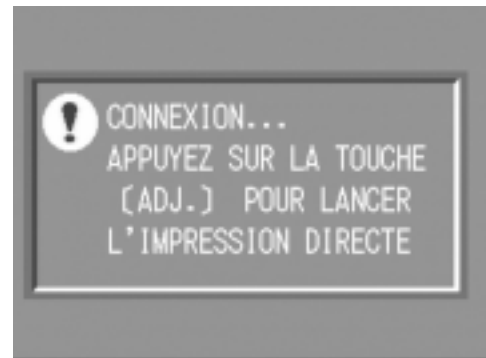 CONNEXION...
APPUYEZ SUR LA TOUCHE
[ADJ.] POUR LANCER
L'IMPRESSION DIRECTE